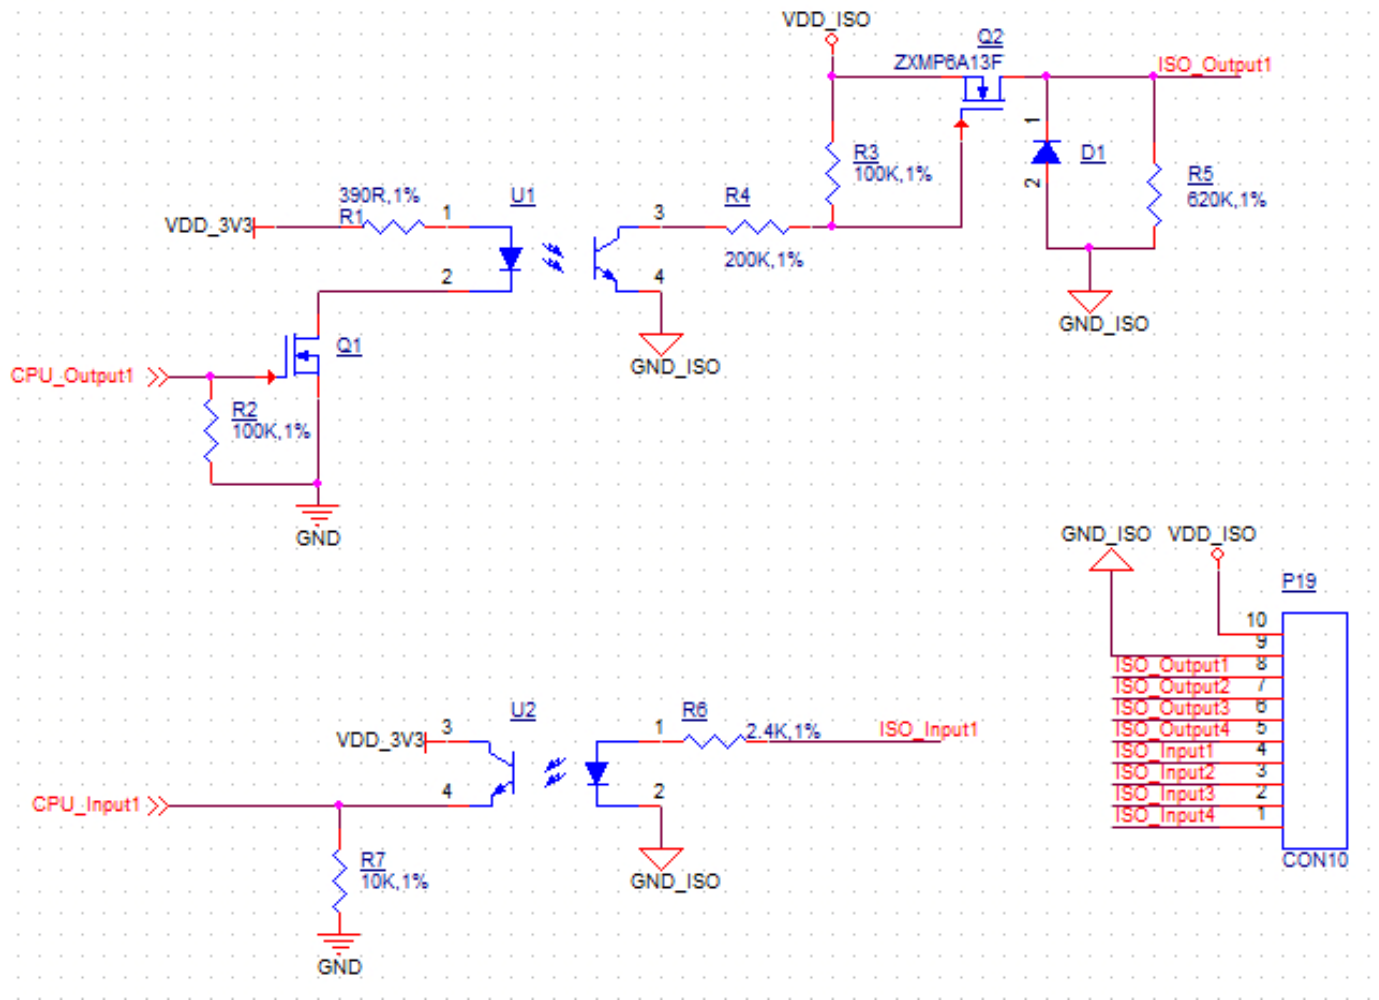 VDD_ISO
Q2
ZXMP6A13F
ISO_Output1
1
D1
2
R3
100K,1%
R5
620K,1%
390R,1%
R1
VDD_3V3
1
U1
3
R4
200K,1%
2
4
GND_ISO
GND_ISO
Q1
CPU_Output1
R2
100K,1%
GND
GND_ISO
VDD_ISO
P19
10
9
ISO_Output1
8
ISO_Output2
7
ISO_Output3
6
ISO_Output4
5
ISO_Input1
4
ISO_Input2
3
ISO_Input3
2
ISO_Input4
1
CON10
U2
VDD_3V3
3
1
R6
2.4K,1%
ISO_Input1
CPU_Input1
4
2
GND_ISO
R7
10K,1%
GND